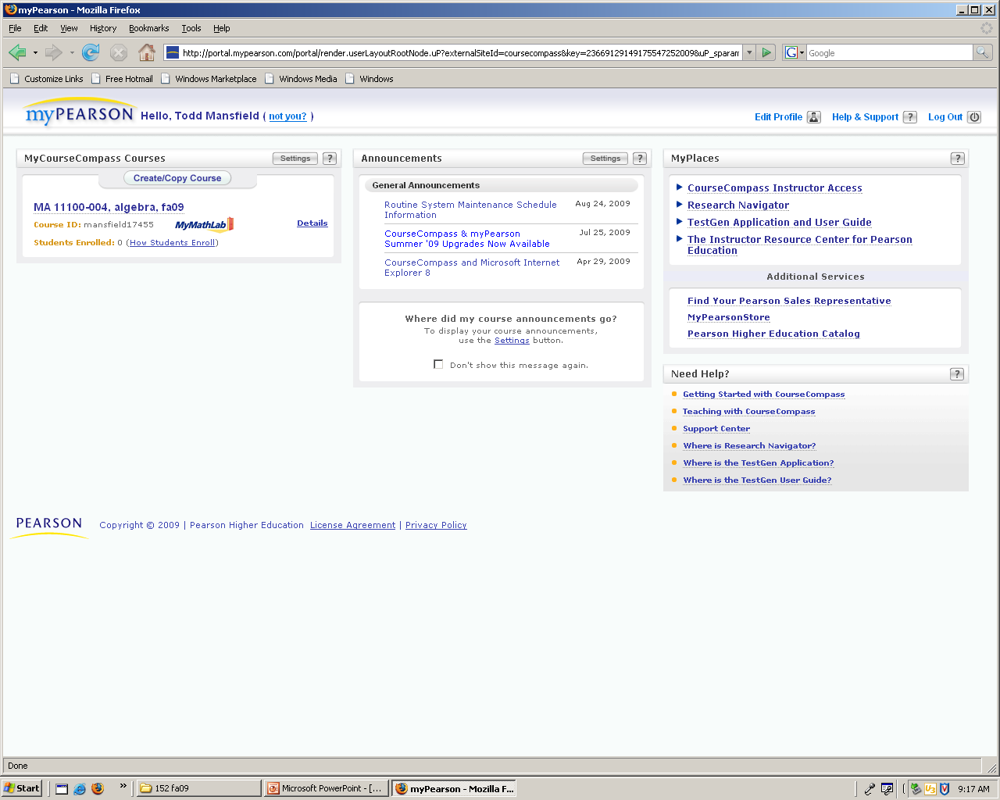 myPearson - Mozilla Firefox
File Edit View History Bookmarks Tools Help
http://portal.mypearson.com/portal/render.userLayoutRootNode.uP?externalSiteId=coursecompass&key=2366912914917554725​2009&uP_sparam
Google
Customize Links Free Hotmail Windows Marketplace Windows Media Windows
myPEARSON Hello, Todd Mansfield ( not you? )
Edit Profile Help & Support ? Log Out
MyCourseCompass Courses Settings ?
Create/Copy Course
MA 11100-004, algebra, fa09
Course ID: mansfield17455 MyMathLab Details
Students Enrolled: 0 (How Students Enroll)
Announcements Settings ?
General Announcements
Routine System Maintenance Schedule Aug 24, 2009
Information
CourseCompass & myPearson Jul 25, 2009
Summer '09 Upgrades Now Available
CourseCompass and Microsoft Internet Apr 29, 2009
Explorer 8
Where did my course announcements go?
To display your course announcements,
use the Settings button.
Don't show this message again.
MyPlaces ?
CourseCompass Instructor Access
Research Navigator
TestGen Application and User Guide
The Instructor Resource Center for Pearson
Education
Additional Services
Find Your Pearson Sales Representative
MyPearsonStore
Pearson Higher Education Catalog
Need Help? ?
Getting Started with CourseCompass
Teaching with CourseCompass
Support Center
Where is Research Navigator?
Where is the TestGen Application?
Where is the TestGen User Guide?
PEARSON Copyright © 2009 | Pearson Higher Education License Agreement | Privacy Policy
Done
Start » 152 fa09 Microsoft PowerPoint - [... myPearson - Mozilla F... 9:17 AM